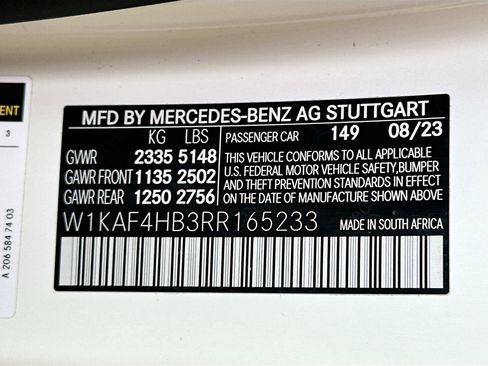 MFD BY MERCEDES-BENZ AG STUTTGART
KG LBS
GVWR 2335 5148
GAWR FRONT 1135 2502
GAWR REAR 1250 2756
PASSENGER CAR 149 08/23
THIS VEHICLE CONFORMS TO ALL APPLICABLE
U.S. FEDERAL MOTOR VEHICLE SAFETY,BUMPER
AND THEFT PREVENTION STANDARDS IN EFFECT
ON THE DATE OF MANUFACTURE SHOWN ABOVE
W1KAF4HB3RR165233
MADE IN SOUTH AFRICA
ENT
3
A 206 584 74 03